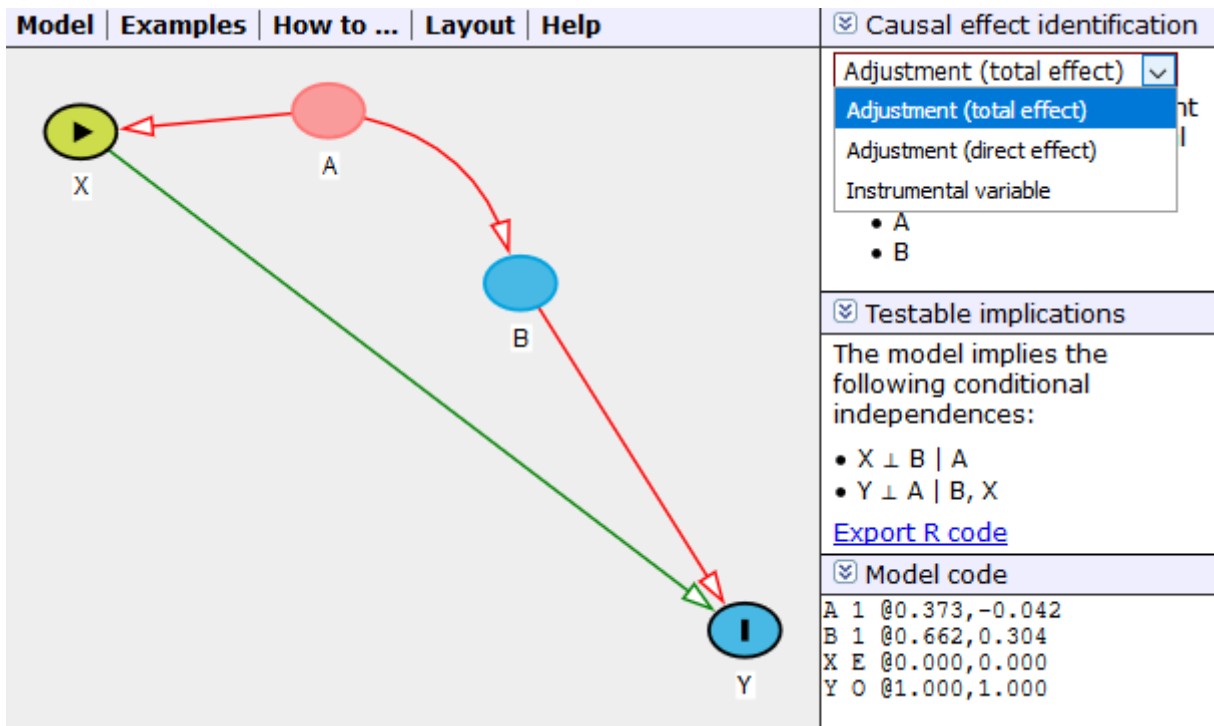 Model | Examples | How to ... | Layout | Help
X
A
B
Y
Causal effect identification
Adjustment (total effect)
Adjustment (total effect)
Adjustment (direct effect)
Instrumental variable
• A
• B
Testable implications
The model implies the
following conditional
independences:
• X ⊥ B | A
• Y ⊥ A | B, X
Export R code
Model code
A 1 @0.373,-0.042
B 1 @0.662,0.304
X E @0.000,0.000
Y O @1.000,1.000